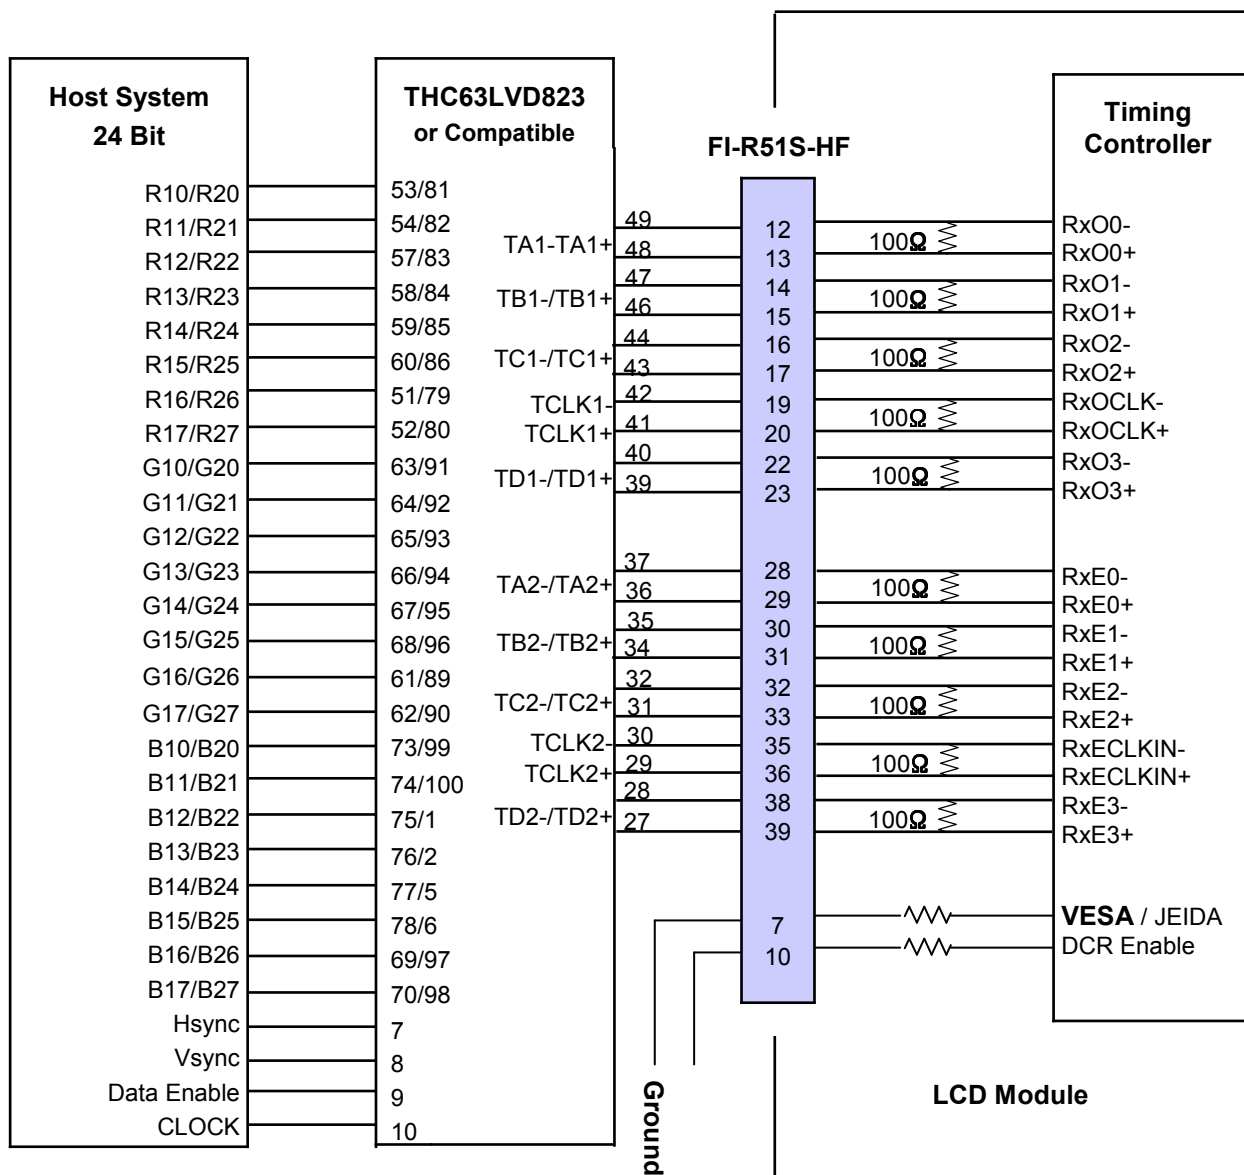 Host System
24 Bit
R10/R20
R11/R21
R12/R22
R13/R23
R14/R24
R15/R25
R16/R26
R17/R27
G10/G20
G11/G21
G12/G22
G13/G23
G14/G24
G15/G25
G16/G26
G17/G27
B10/B20
B11/B21
B12/B22
B13/B23
B14/B24
B15/B25
B16/B26
B17/B27
Hsync
Vsync
Data Enable
CLOCK
THC63LVD823
or Compatible
53/81
54/82
57/83
58/84
59/85
60/86
51/79
52/80
63/91
64/92
65/93
66/94
67/95
68/96
61/89
62/90
73/99
74/100
75/1
76/2
77/5
78/6
69/97
70/98
7
8
9
10
TA1-TA1+
TB1-/TB1+
TC1-/TC1+
TCLK1-
TCLK1+
TD1-/TD1+
TA2-/TA2+
TB2-/TB2+
TC2-/TC2+
TCLK2-
TCLK2+
TD2-/TD2+
49
48
47
46
44
43
42
41
40
39
37
36
35
34
32
31
30
29
28
27
FI-R51S-HF
12
13
14
15
16
17
19
20
22
23
28
29
30
31
32
33
35
36
38
39
7
10
100Ω
100Ω
100Ω
100Ω
100Ω
100Ω
100Ω
100Ω
100Ω
100Ω
Timing
Controller
RxO0-
RxO0+
RxO1-
RxO1+
RxO2-
RxO2+
RxOCLK-
RxOCLK+
RxO3-
RxO3+
RxE0-
RxE0+
RxE1-
RxE1+
RxE2-
RxE2+
RxECLKIN-
RxECLKIN+
RxE3-
RxE3+
VESA / JEIDA
DCR Enable
Ground
LCD Module